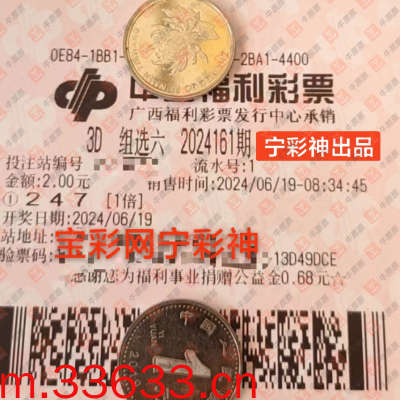 0E84-1BB1-
-2BA1-4400
中国福利彩票
广西福利彩票发行中心承销
3D 组选六 2024161期
宁彩神出品
投注站编号
流水号:1
金额:2.00元
销售时间:2024/06/19-08:34:45
①247 [1倍]
开奖日期:2024/06/19
站地址:
宝彩网宁彩神
验票码:
-13D49DCE
感谢您为福利事业捐赠公益金0.68元☆
m.33633.cn